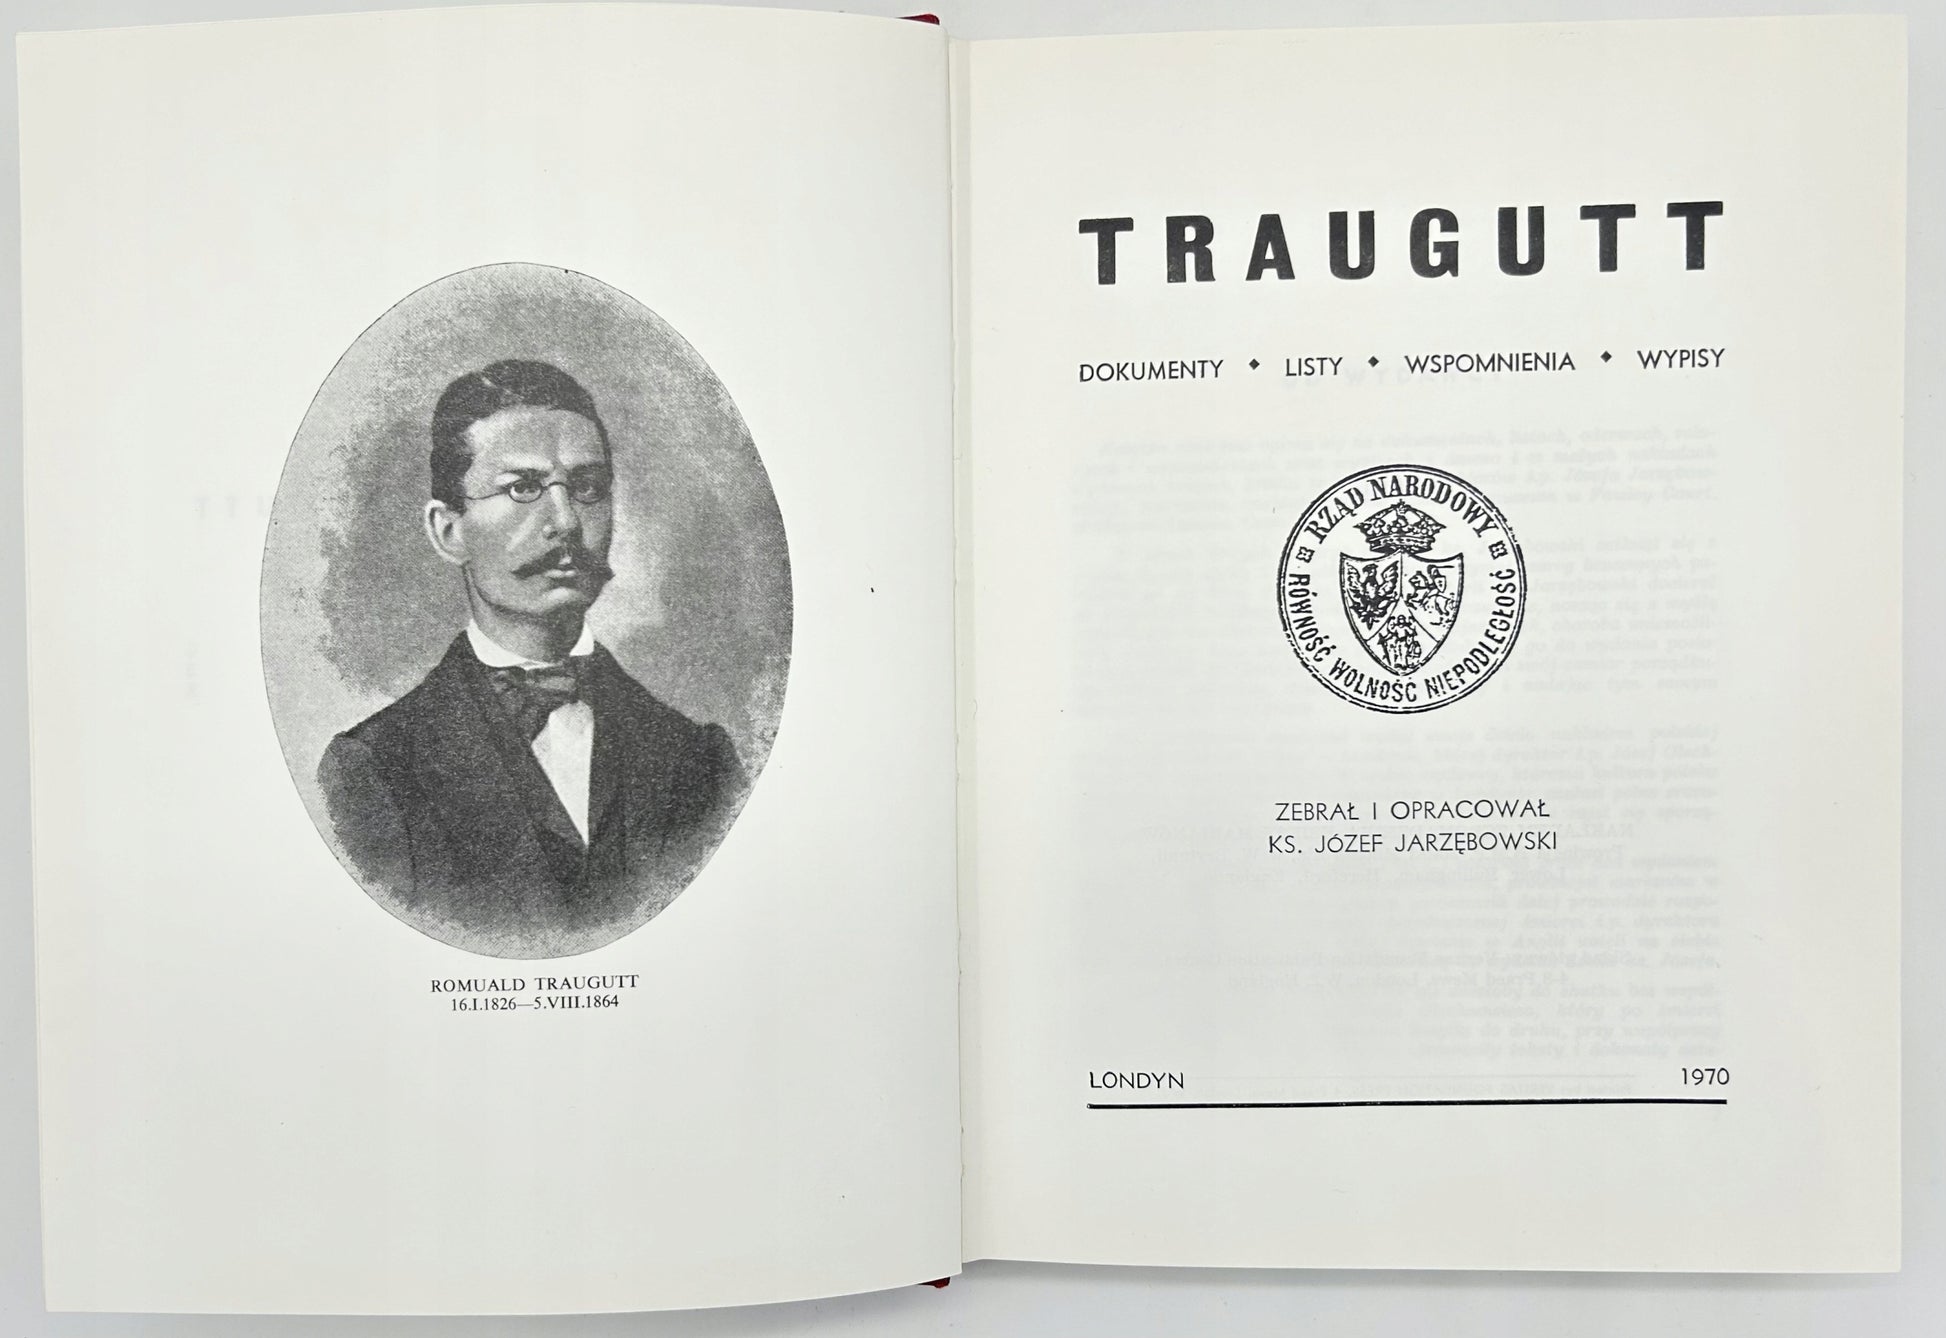 ROMUALD TRAUGUTT
16.I.1826—5.VIII.1864
TRAUGUTT
DOKUMENTY ◆ LISTY ◆ WSPOMNIENIA ◆ WYPISY
RZĄD NARODOWY
RÓWNOŚĆ WOLNOŚĆ NIEPODLEGŁOŚĆ
ZEBRAŁ I OPRACOWAŁ
KS. JÓZEF JARZĘBOWSKI
LONDYN 1970